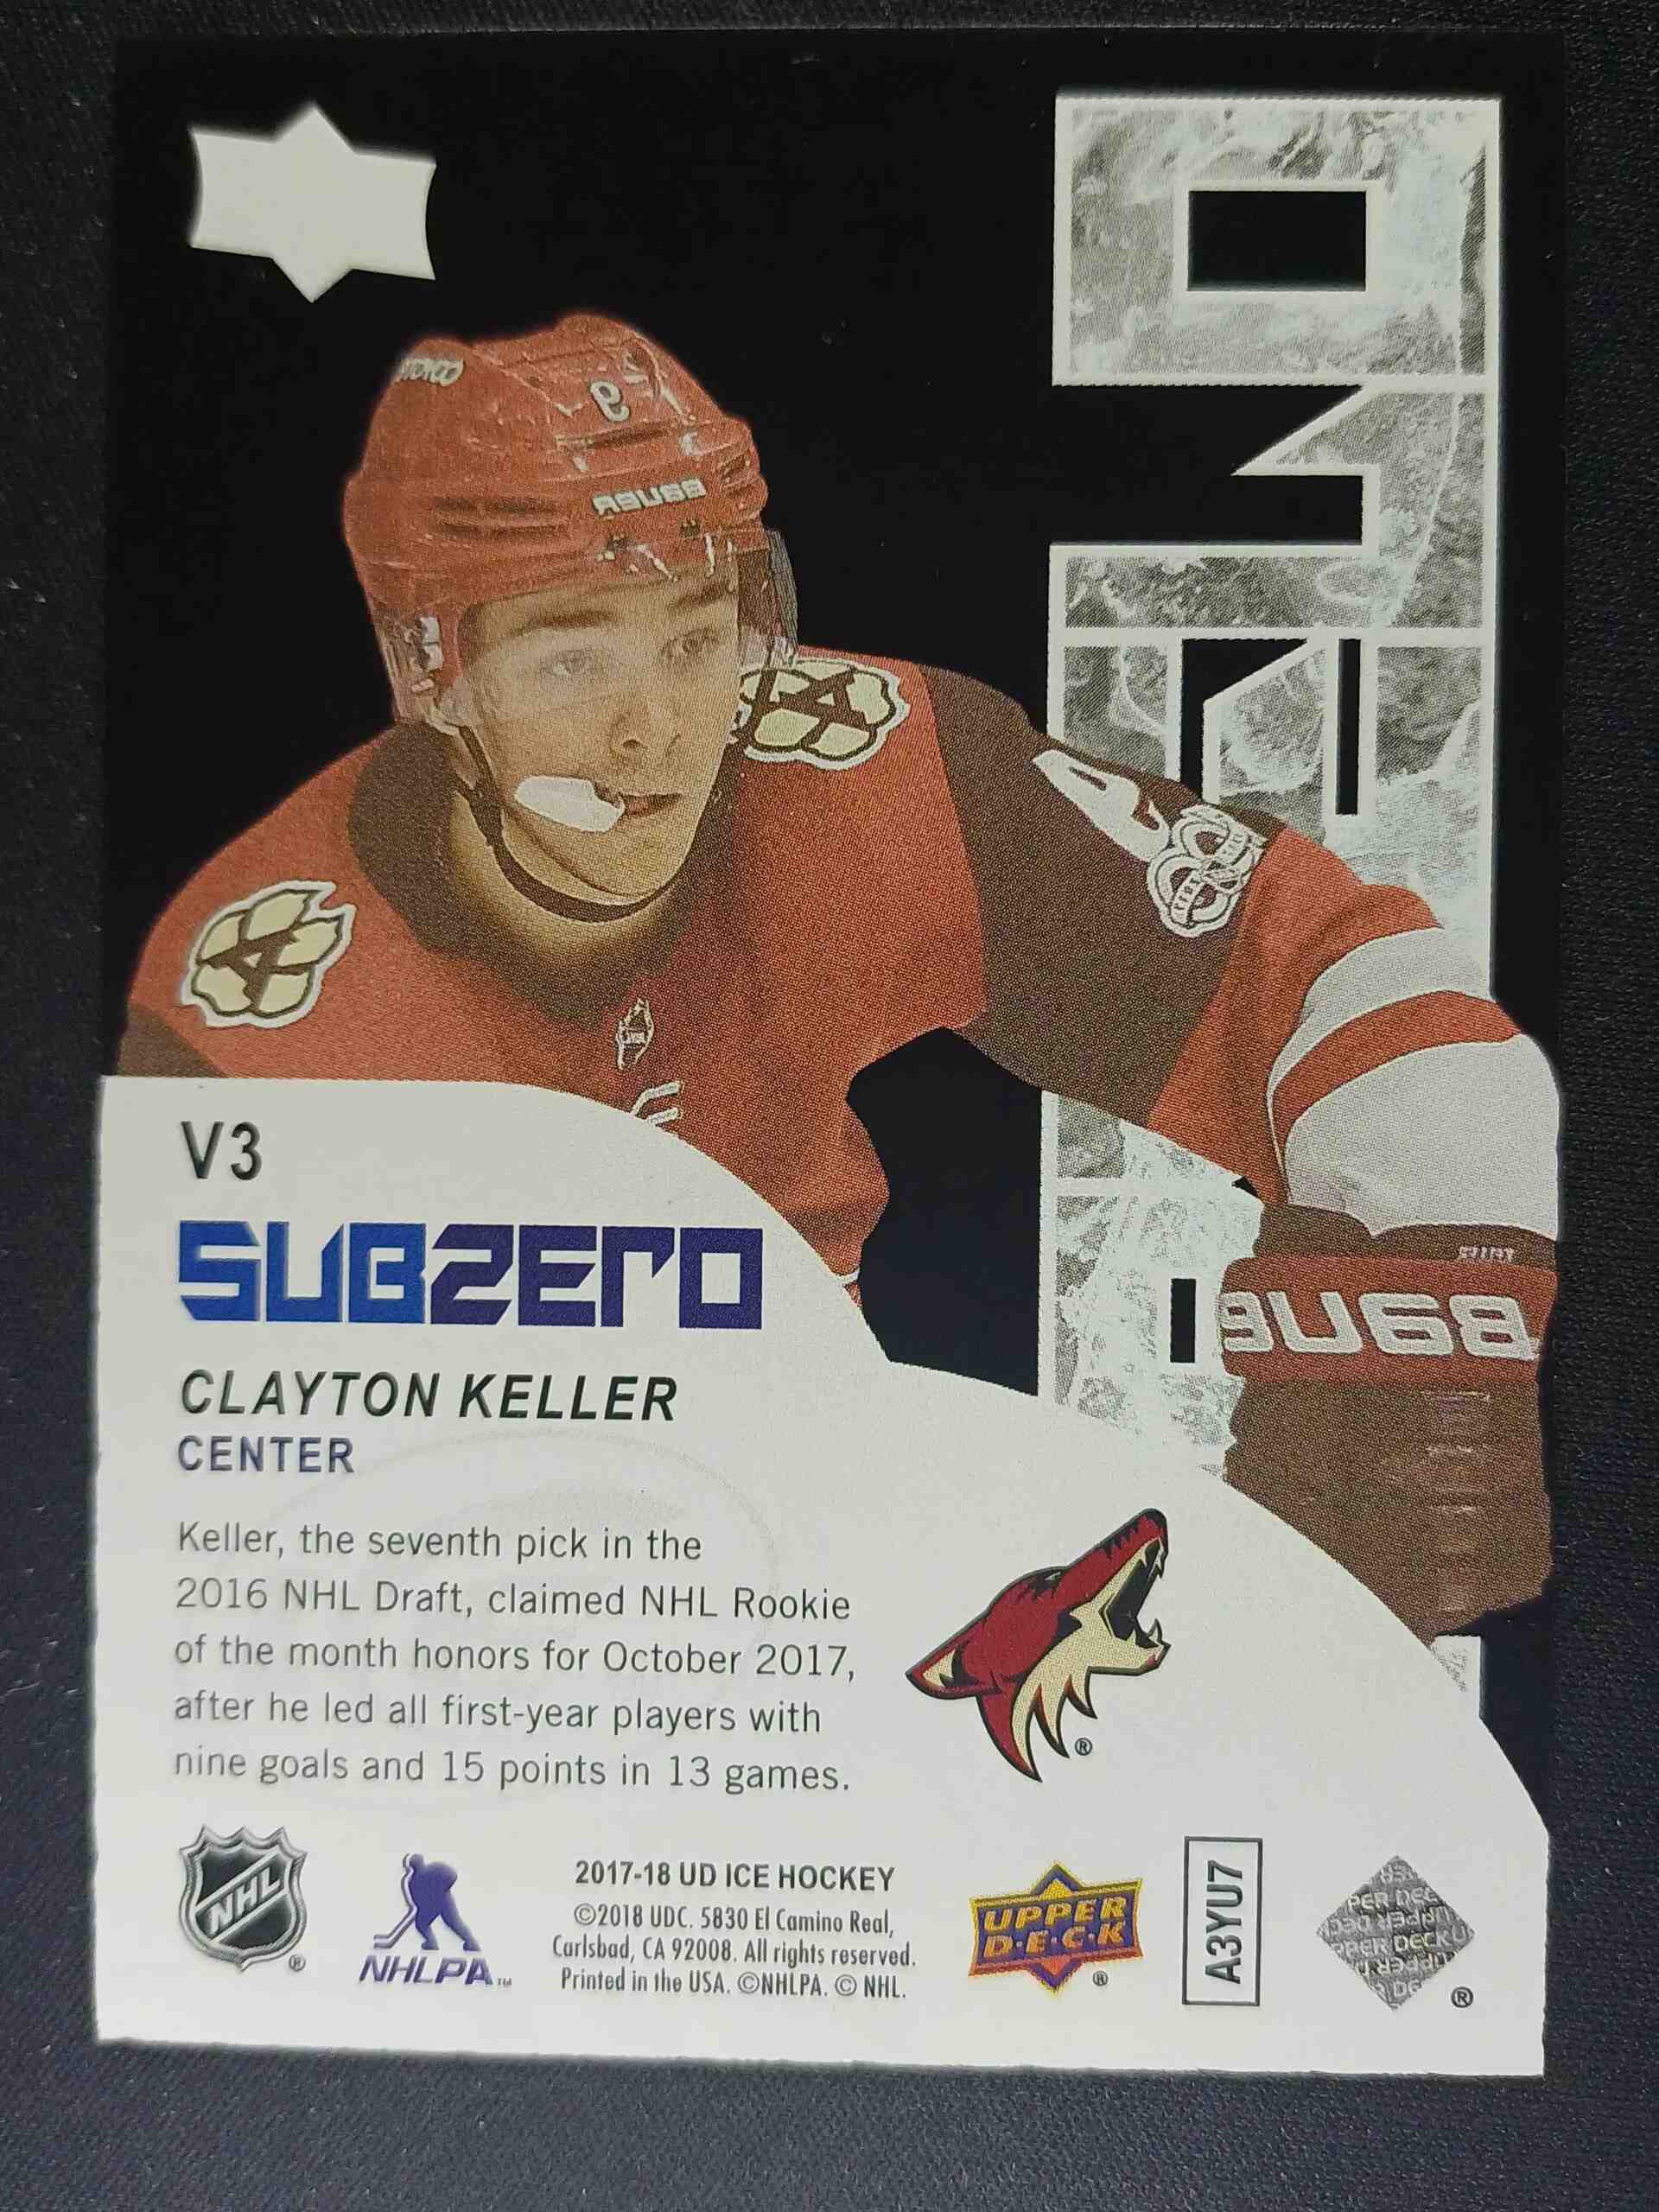 V3
SUBZERO
CLAYTON KELLER
CENTER
Keller, the seventh pick in the
2016 NHL Draft, claimed NHL Rookie
of the month honors for October 2017,
after he led all first-year players with
nine goals and 15 points in 13 games.
®
NHL
®
NHLPA™
2017-18 UD ICE HOCKEY
©2018 UDC. 5830 El Camino Real,
Carlsbad, CA 92008. All rights reserved.
Printed in the USA. ©NHLPA. © NHL.
UPPER
D·E·C·K
®
A3YU7
®